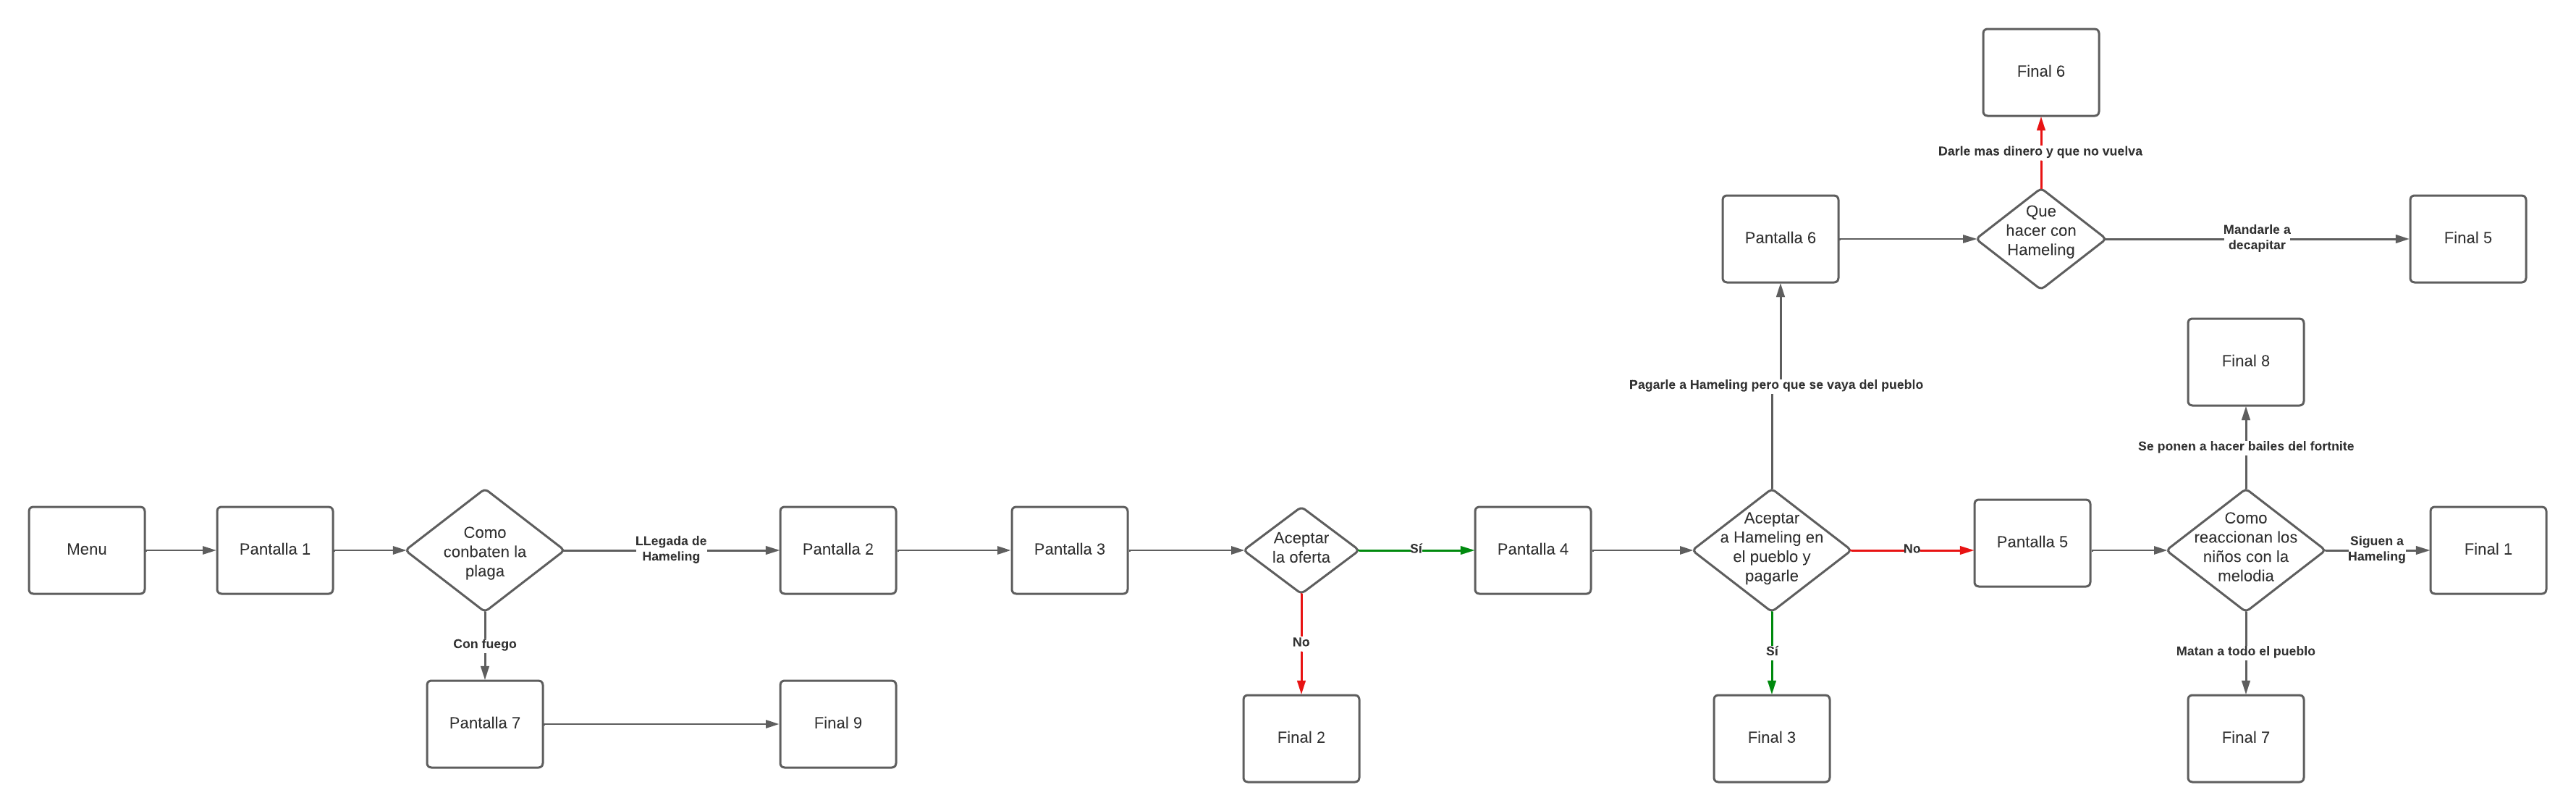 Final 6
Darle mas dinero y que no vuelva
Pantalla 6
Que
hacer con
Hameling
Mandarle a
decapitar
Final 5
Final 8
Pagarle a Hameling pero que se vaya del pueblo
Se ponen a hacer bailes del fortnite
Menu
Pantalla 1
Como
conbaten la
plaga
LLegada de
Hameling
Pantalla 2
Pantalla 3
Aceptar
la oferta
Sí
Pantalla 4
Aceptar
a Hameling en
el pueblo y
pagarle
No
Pantalla 5
Como
reaccionan los
niños con la
melodia
Siguen a
Hameling
Final 1
Con fuego
No
Sí
Matan a todo el pueblo
Pantalla 7
Final 9
Final 2
Final 3
Final 7